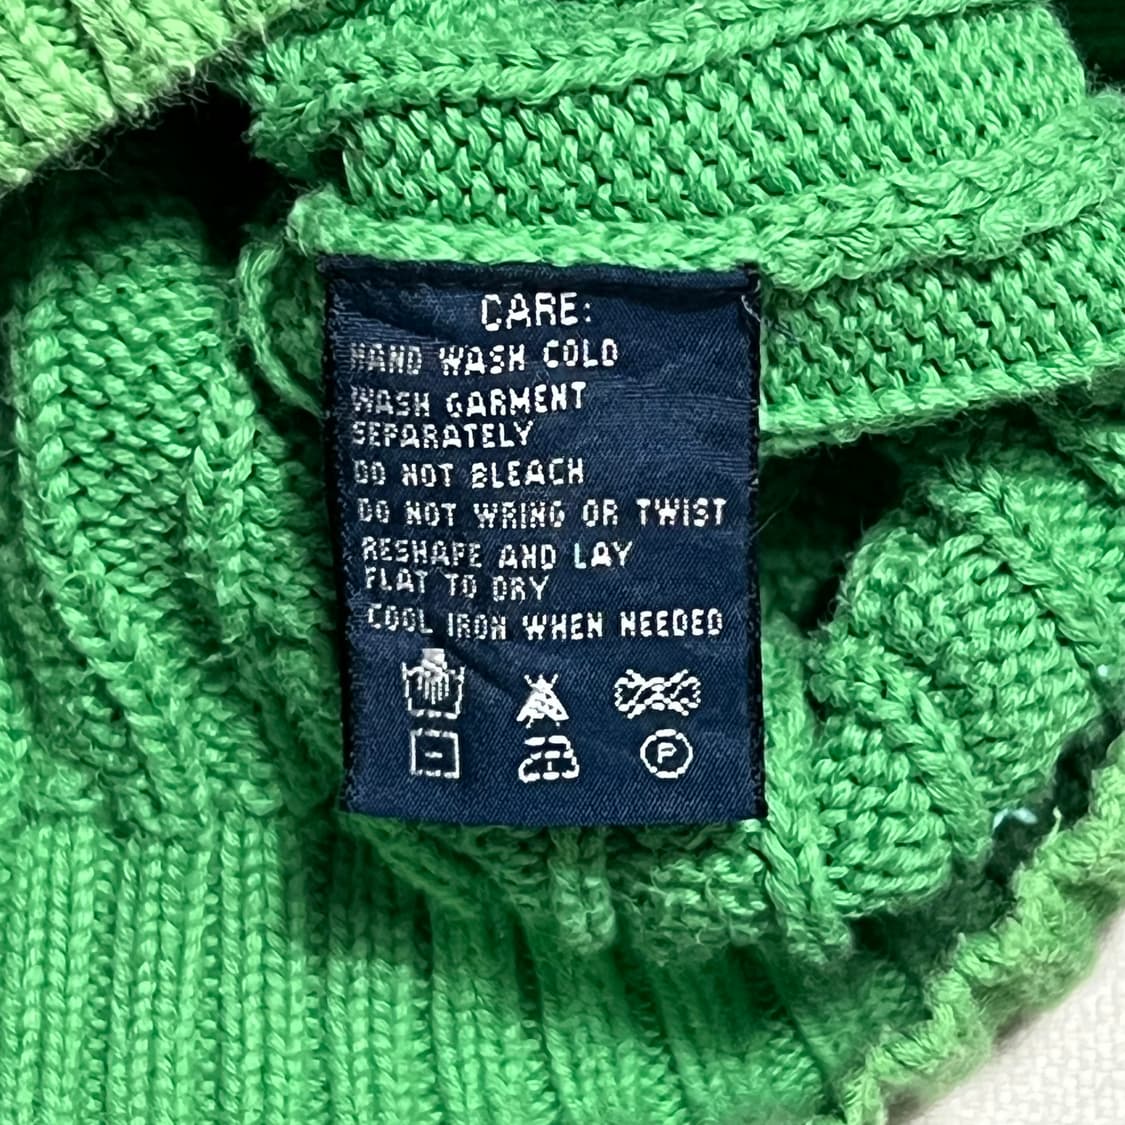 CARE:
HAND WASH COLD
WASH GARMENT
SEPARATELY
DO NOT BLEACH
DO NOT WRING OR TWIST
RESHAPE AND LAY
FLAT TO DRY
COOL IRON WHEN NEEDED
P